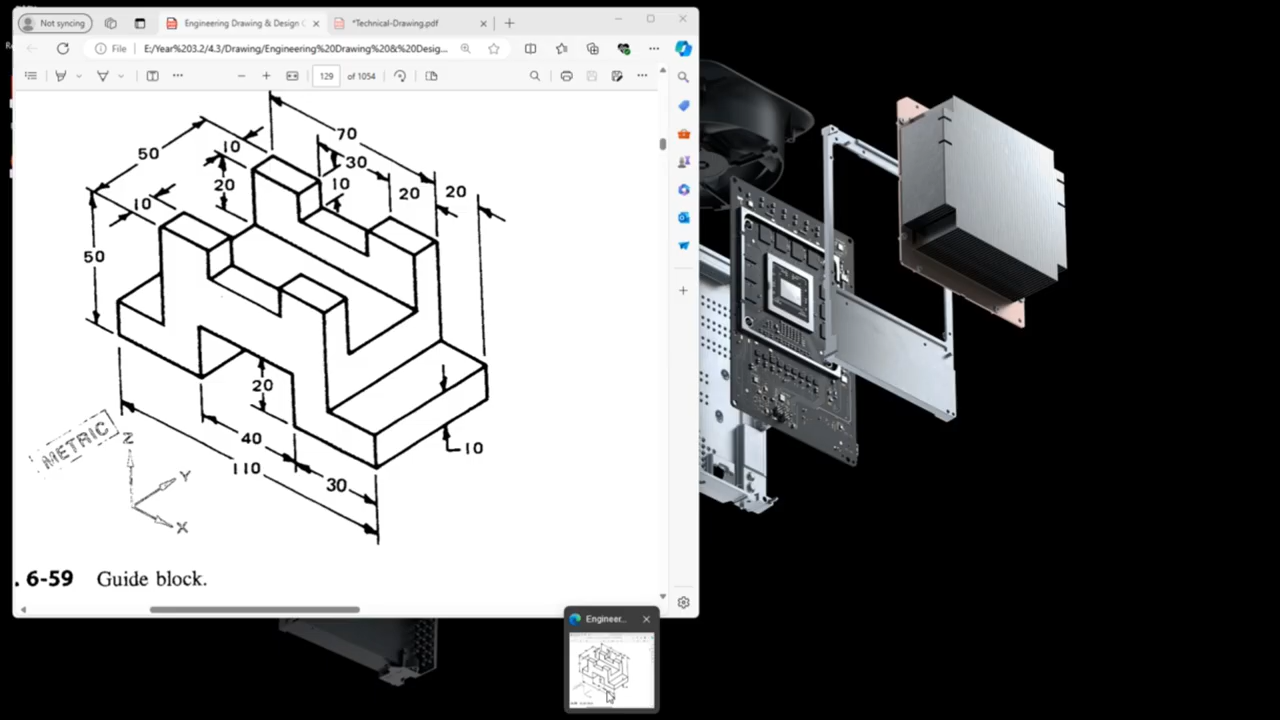 Not syncing
Engineering Drawing & Design C
*Technical-Drawing.pdf
File
E:/Year%203.2/4.3/Drawing/Engineering%20Drawing%20&%20Desig...
129 of 1054
70
50
10
30
20
10
20
20
10
50
20
40
10
110
30
METRIC
Z
Y
X
. 6-59 Guide block.
Engineer...